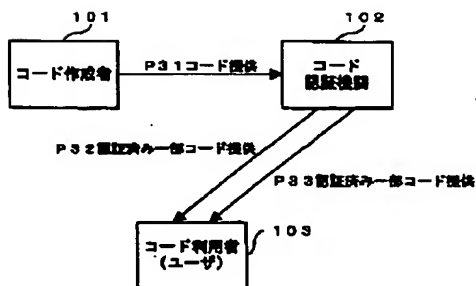 101
コード作成者
P31コード提供
102
コード
認証機関
P32認証済み一部コード提供
P33認証済み一部コード提供
103
コード利用者
(ユーザ)